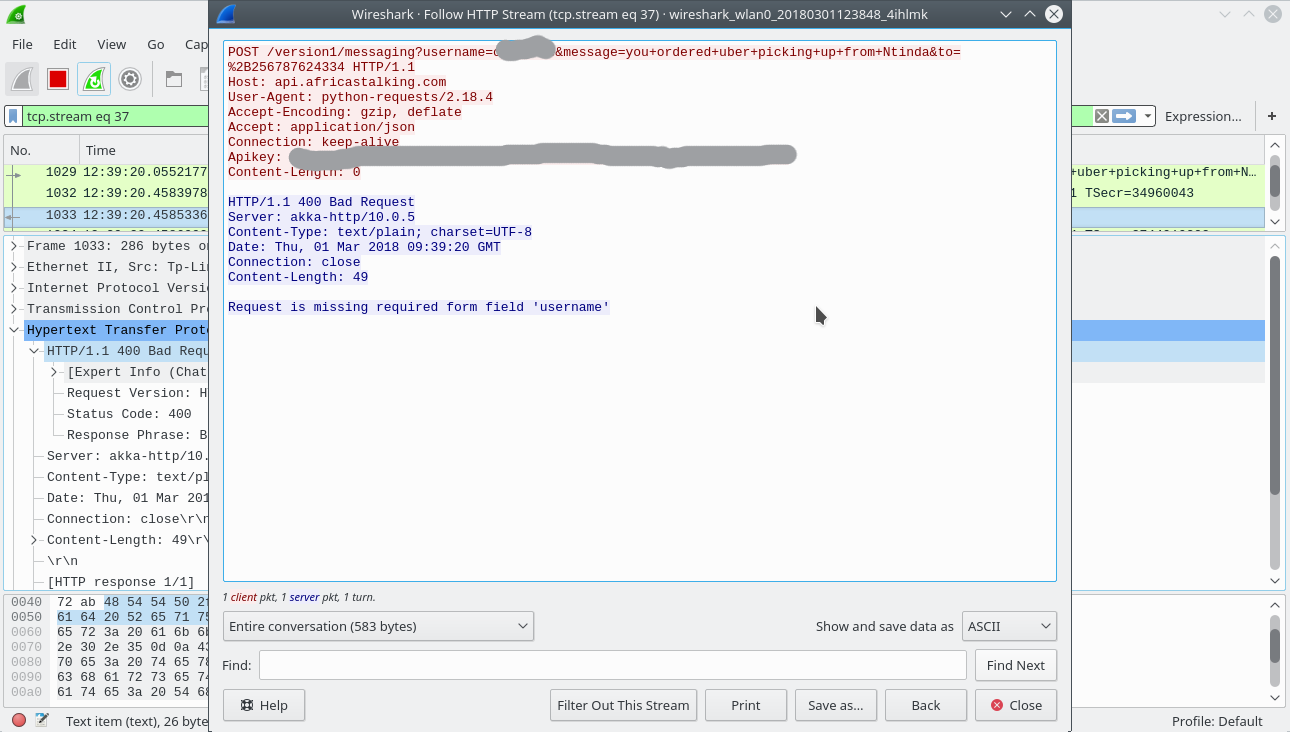 Wireshark · Follow HTTP Stream (tcp.stream eq 37) · wireshark_wlan0_20180301123848_4ihlmk
File Edit View Go Ca
tcp.stream eq 37
Expression...
+
No. Time
1029 12:39:20.0552177
+uber+picking+up+from+N…
1032 12:39:20.4583978
1 TSecr=34960043
1033 12:39:20.4585336
Frame 1033: 286 bytes on
Ethernet II, Src: Tp-Lin
Internet Protocol Versi
Transmission Control Pr
Hypertext Transfer Prot
HTTP/1.1 400 Bad Requ
[Expert Info (Chat
Request Version: H
Status Code: 400
Response Phrase: B
Server: akka-http/10.
Content-Type: text/pl
Date: Thu, 01 Mar 201
Connection: close\r\n
Content-Length: 49\r\
\r\n
[HTTP response 1/1]
0040 72 ab 48 54 54 50 2f
0050 61 64 20 52 65 71 75
0060 65 72 3a 20 61 6b 6b
0070 2e 30 2e 35 0d 0a 43
0080 70 65 3a 20 74 65 78
0090 63 68 61 72 73 65 74
00a0 61 74 65 3a 20 54 68
Text item (text), 26 byte
Profile: Default
POST /version1/messaging?username= &message=you+ordered+uber+picking+up+from+Ntinda&to=
%2B256787624334 HTTP/1.1
Host: api.africastalking.com
User-Agent: python-requests/2.18.4
Accept-Encoding: gzip, deflate
Accept: application/json
Connection: keep-alive
Apikey:
Content-Length: 0
HTTP/1.1 400 Bad Request
Server: akka-http/10.0.5
Content-Type: text/plain; charset=UTF-8
Date: Thu, 01 Mar 2018 09:39:20 GMT
Connection: close
Content-Length: 49
Request is missing required form field 'username'
1 client pkt, 1 server pkt, 1 turn.
Entire conversation (583 bytes)
Show and save data as ASCII
Find:
Find Next
Help
Filter Out This Stream
Print
Save as...
Back
Close